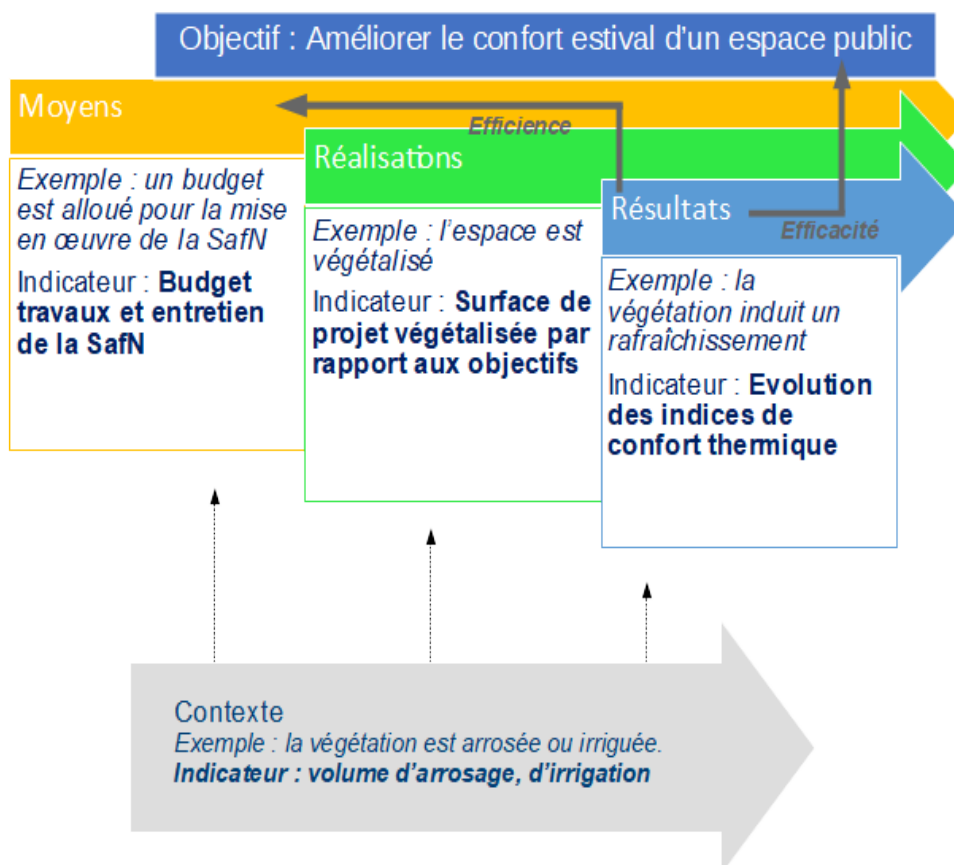 Objectif : Améliorer le confort estival d’un espace public
Moyens
Efficience
Réalisations
Résultats
Efficacité
Exemple : un budget
est alloué pour la mise
en œuvre de la SafN
Indicateur : Budget
travaux et entretien
de la SafN
Exemple : l’espace est
végétalisé
Indicateur : Surface de
projet végétalisée par
rapport aux objectifs
Exemple : la
végétation induit un
rafraîchissement
Indicateur : Evolution
des indices de
confort thermique
Contexte
Exemple : la végétation est arrosée ou irriguée.
Indicateur : volume d’arrosage, d’irrigation